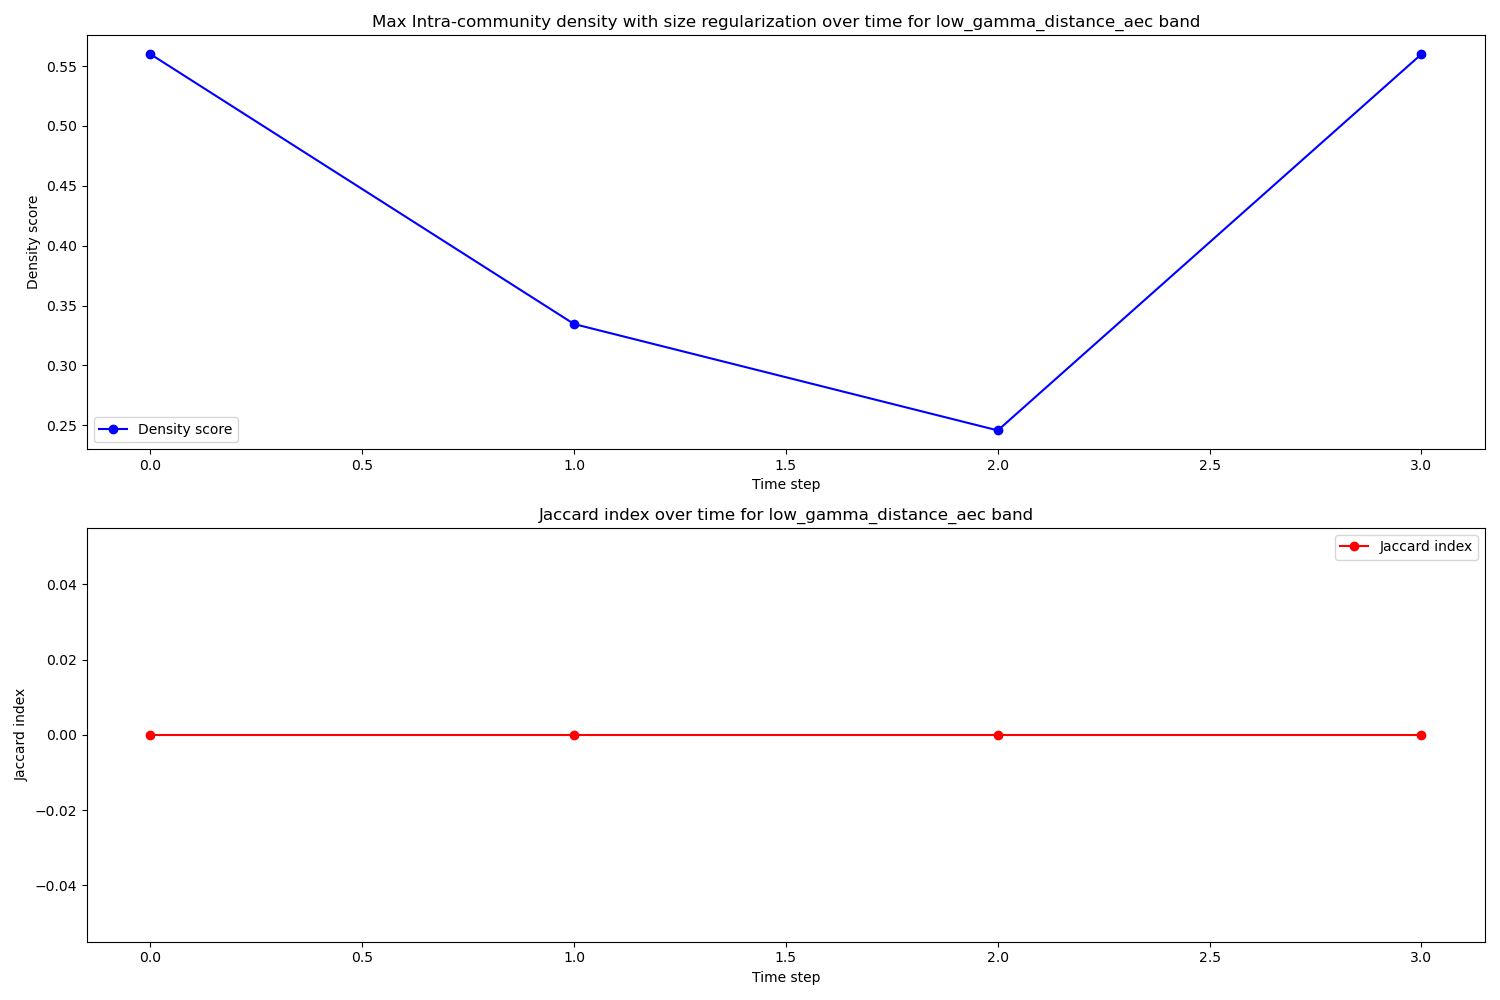 Max Intra-community density with size regularization over time for low_gamma_distance_aec band
Density score
0.55
0.50
0.45
0.40
0.35
0.30
0.25
Density score
0.0 0.5 1.0 1.5 2.0 2.5 3.0
Time step
Jaccard index over time for low_gamma_distance_aec band
Jaccard index
Jaccard index
0.04
0.02
0.00
−0.02
−0.04
0.0 0.5 1.0 1.5 2.0 2.5 3.0
Time step